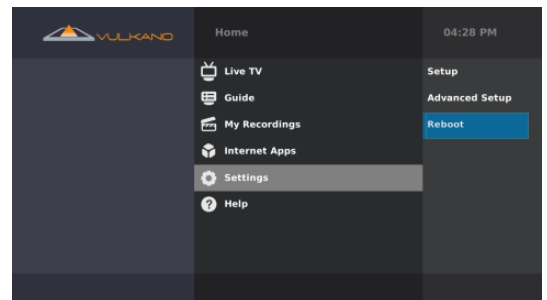 VULKANO
Home
04:28 PM
Live TV
Guide
My Recordings
Internet Apps
Settings
Help
Setup
Advanced Setup
Reboot